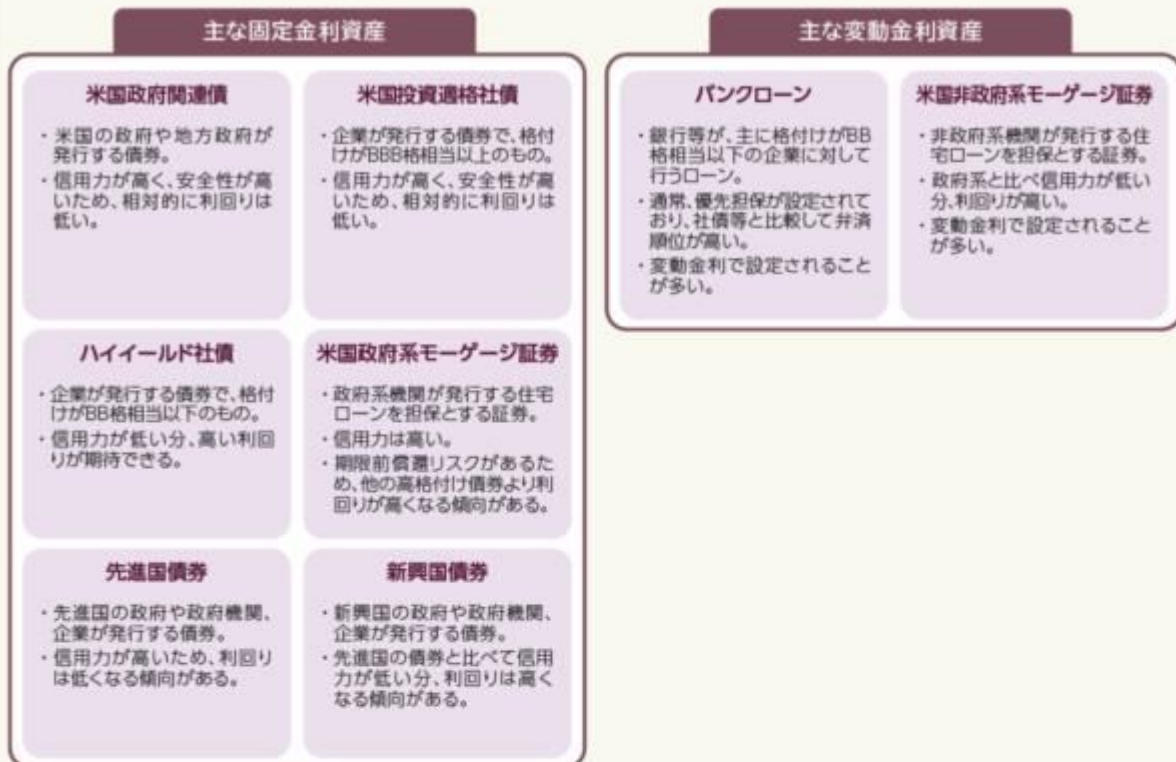 主な固定金利資産
米国政府関連債
・米国の政府や地方政府が
発行する債券。
・信用力が高く、安全性が高
いため、相対的に利回りは
低い。
米国投資適格社債
・企業が発行する債券で、格付
けがBBB格相当以上のもの。
・信用力が高く、安全性が高
いため、相対的に利回りは
低い。
ハイイールド社債
・企業が発行する債券で、格付
けがBB格相当以下のもの。
・信用力が低い分、高い利回
りが期待できる。
米国政府系モーゲージ証券
・政府系機関が発行する住宅
ローンを担保とする証券。
・信用力は高い。
・期限前償還リスクがあるた
め、他の高格付け債券より利
回りが高くなる傾向がある。
先進国債券
・先進国の政府や政府機関、
企業が発行する債券。
・信用力が高いため、利回り
は低くなる傾向がある。
新興国債券
・新興国の政府や政府機関、
企業が発行する債券。
・先進国の債券と比べて信用
力が低い分、利回りは高く
なる傾向がある。
主な変動金利資産
バンクローン
・銀行等が、主に格付けがBB
格相当以下の企業に対して
行うローン。
・通常、優先担保が設定されて
おり、社債等と比較して弁済
順位が高い。
・変動金利で設定されること
が多い。
米国非政府系モーゲージ証券
・非政府系機関が発行する住
宅ローンを担保とする証券。
・政府系と比べ信用力が低い
分、利回りが高い。
・変動金利で設定されること
が多い。